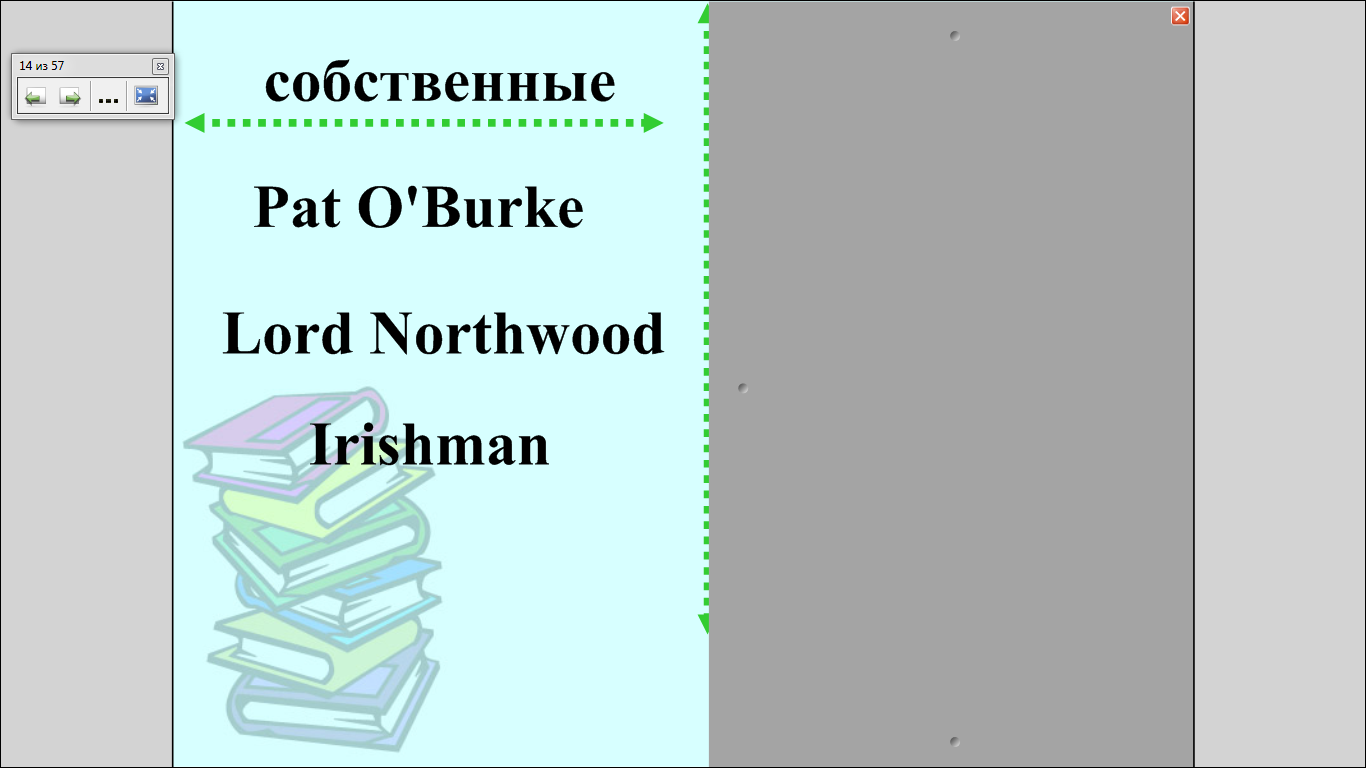 14 из 57
...
собственные
Pat O'Burke
Lord Northwood
Irishman